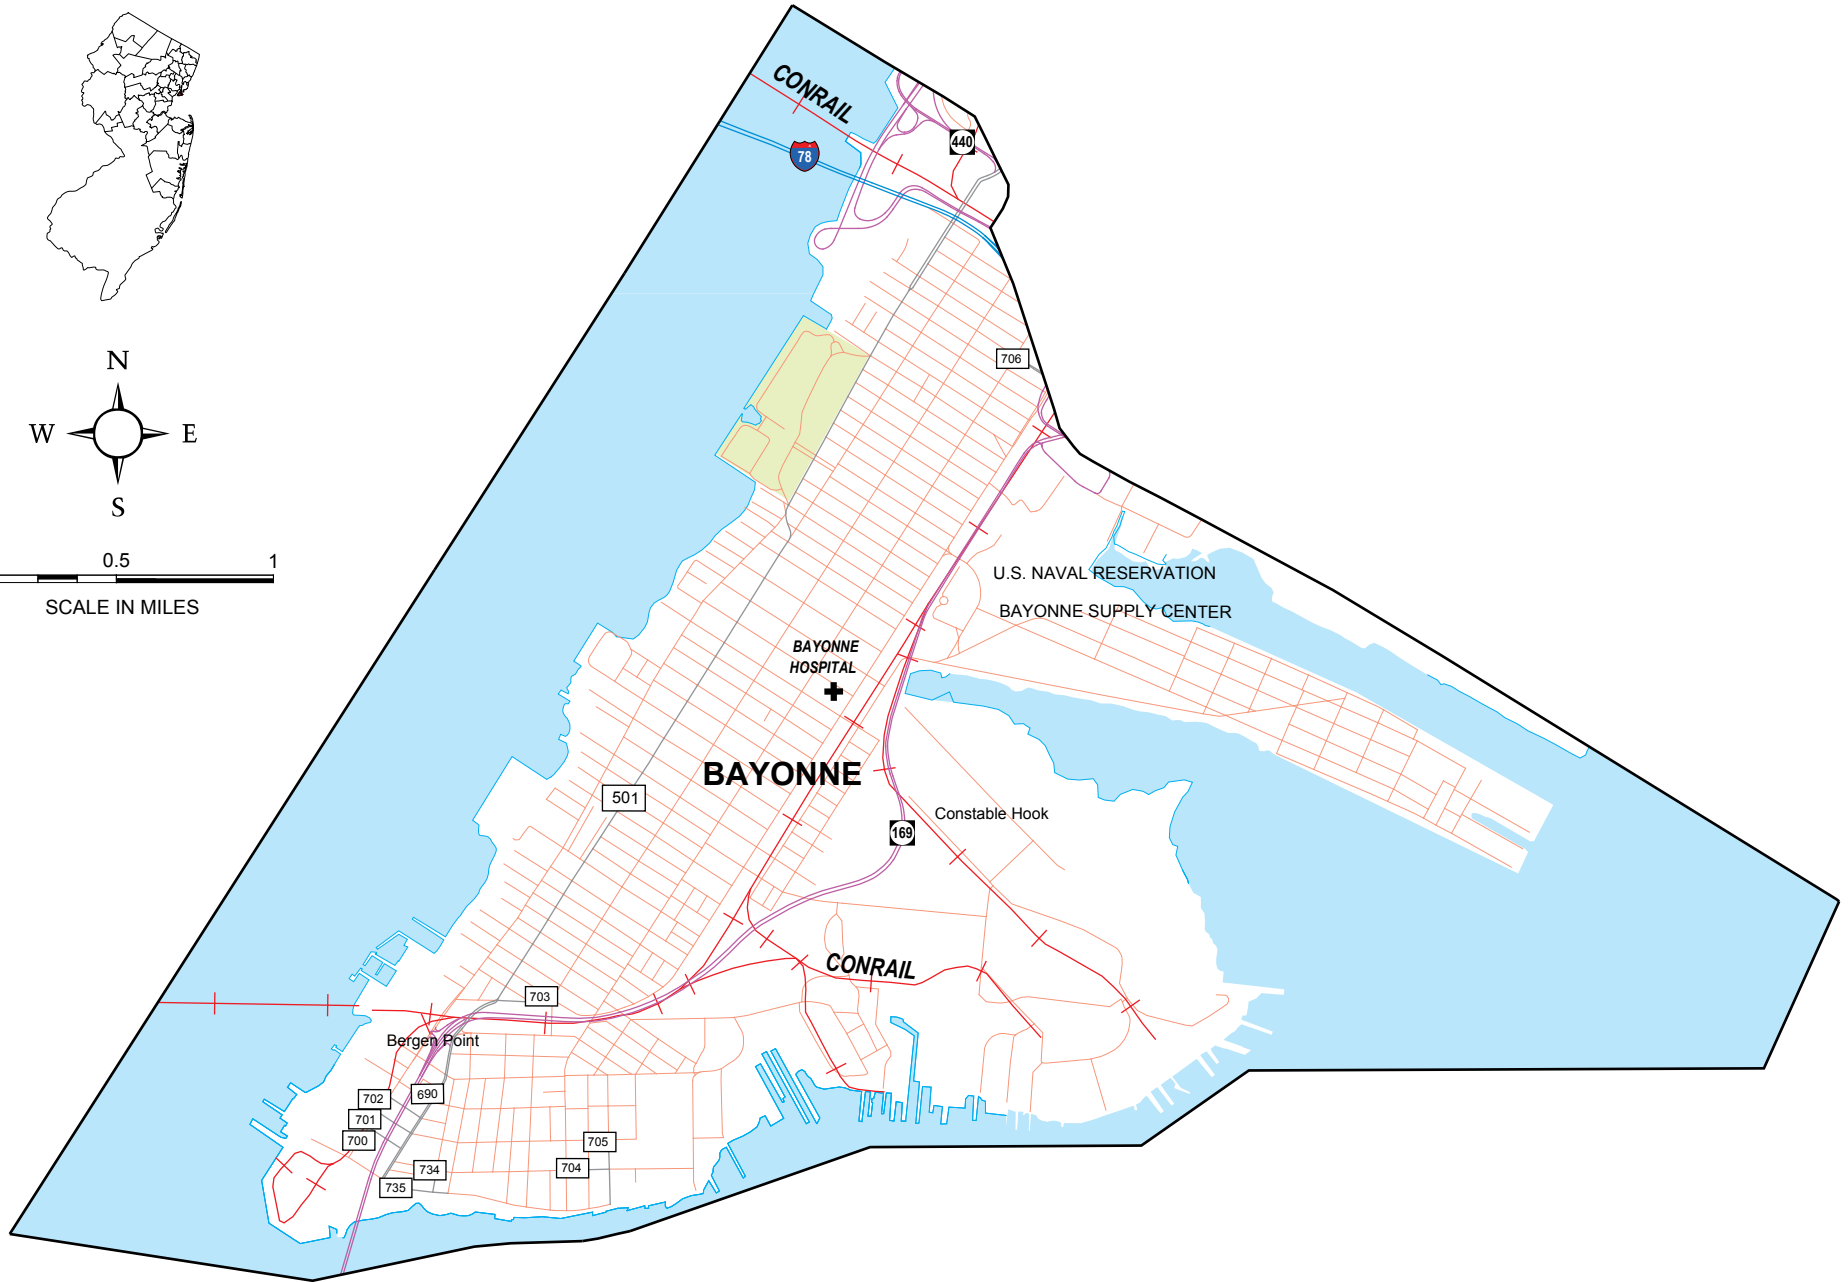 CONRAIL
440
78
N
W E
S
706
0.5 1
SCALE IN MILES
U.S. NAVAL RESERVATION
BAYONNE SUPPLY CENTER
BAYONNE
HOSPITAL
BAYONNE
501
Constable Hook
169
CONRAIL
703
Bergen Point
702
690
701
700
705
734
704
735